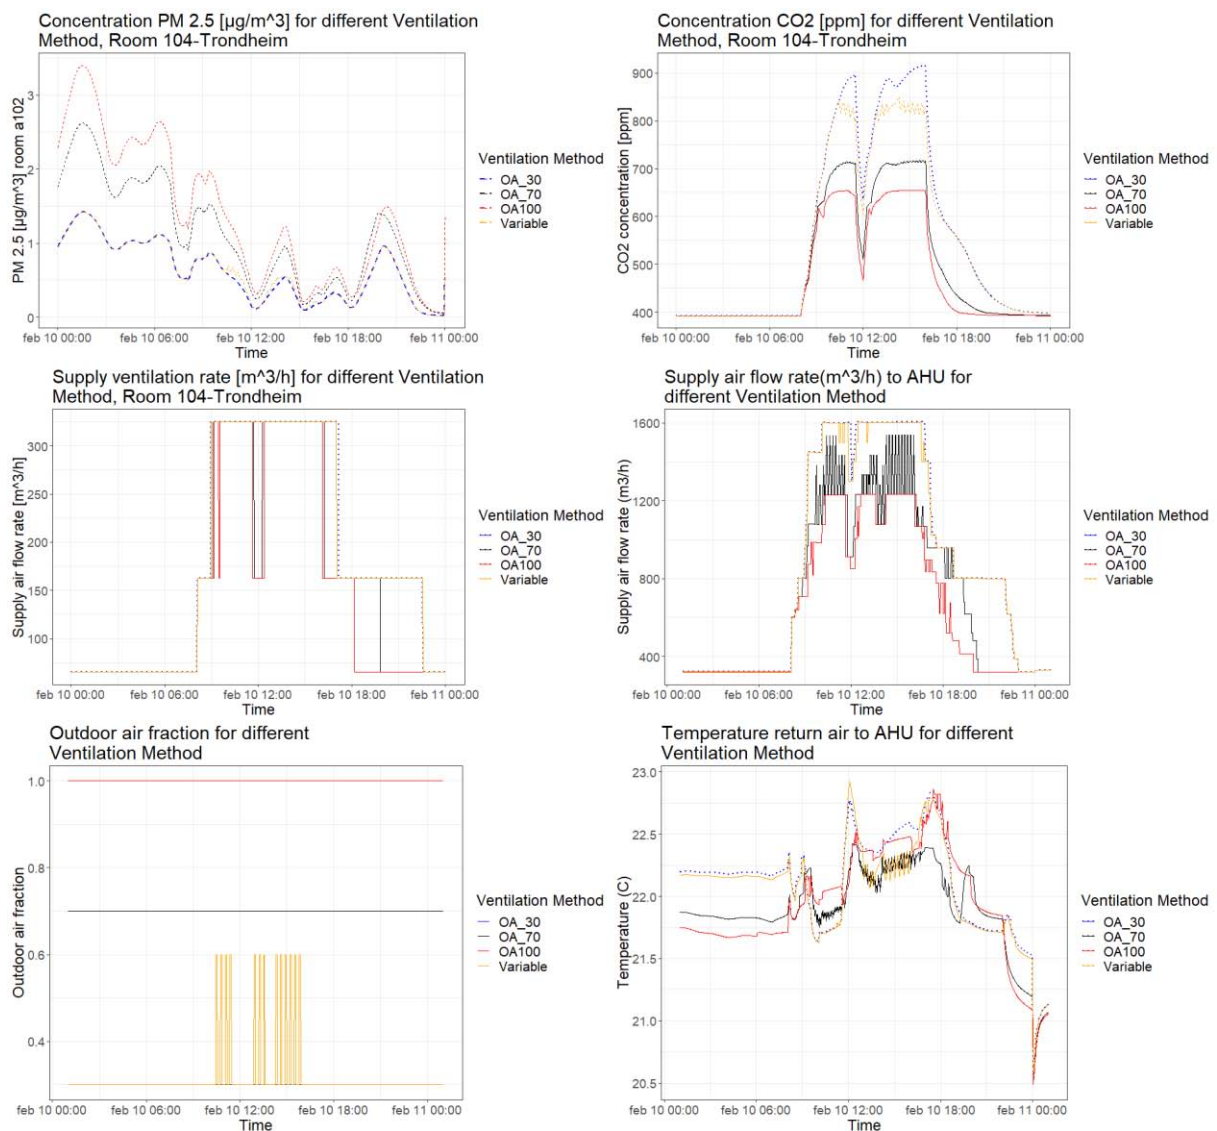 Concentration PM 2.5 [µg/m^3] for different Ventilation
Method, Room 104-Trondheim
PM 2.5 [µg/m^3] room a102
3
2
1
0
feb 10 00:00 feb 10 06:00 feb 10 12:00 feb 10 18:00 feb 11 00:00
Time
Ventilation Method
OA_30
OA_70
OA100
Variable
Concentration CO2 [ppm] for different Ventilation
Method, Room 104-Trondheim
CO2 concentration [ppm]
900
800
700
600
500
400
feb 10 00:00 feb 10 06:00 feb 10 12:00 feb 10 18:00 feb 11 00:00
Time
Ventilation Method
OA_30
OA_70
OA100
Variable
Supply ventilation rate [m^3/h] for different Ventilation
Method, Room 104-Trondheim
Supply air flow rate [m^3/h]
300
250
200
150
100
feb 10 00:00 feb 10 06:00 feb 10 12:00 feb 10 18:00 feb 11 00:00
Time
Ventilation Method
OA_30
OA_70
OA100
Variable
Supply air flow rate(m^3/h) to AHU for
different Ventilation Method
Supply air flow rate (m3/h)
1600
1200
800
400
feb 10 00:00 feb 10 06:00 feb 10 12:00 feb 10 18:00 feb 11 00:00
Time
Ventilation Method
OA_30
OA_70
OA100
Variable
Outdoor air fraction for different
Ventilation Method
Outdoor air fraction
1.0
0.8
0.6
0.4
feb 10 00:00 feb 10 06:00 feb 10 12:00 feb 10 18:00 feb 11 00:00
Time
Ventilation Method
OA_30
OA_70
OA100
Variable
Temperature return air to AHU for different
Ventilation Method
Temperature (C)
23.0
22.5
22.0
21.5
21.0
20.5
feb 10 00:00 feb 10 06:00 feb 10 12:00 feb 10 18:00 feb 11 00:00
Time
Ventilation Method
OA_30
OA_70
OA100
Variable